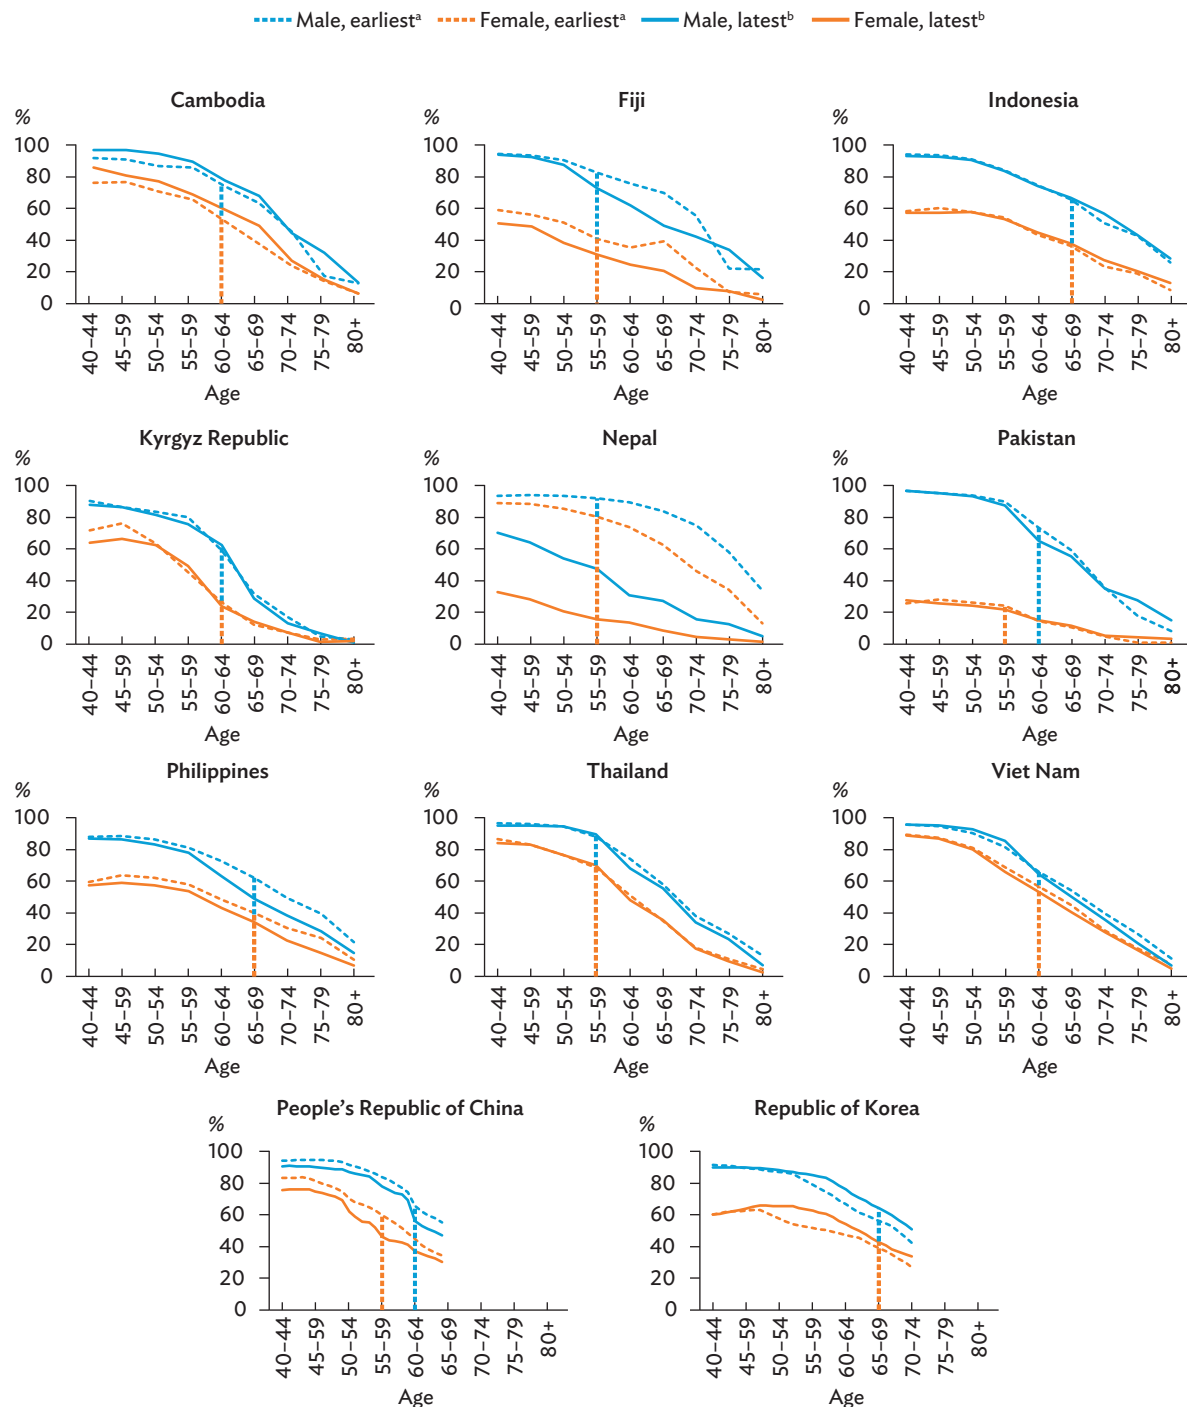 Male, earliestᵃ Female, earliestᵃ Male, latestᵇ Female, latestᵇ
Cambodia
%
100
80
60
40
20
0
40–44 45–59 50–54 55–59 60–64 65–69 70–74 75–79 80+
Age
Fiji
%
100
80
60
40
20
0
40–44 45–59 50–54 55–59 60–64 65–69 70–74 75–79 80+
Age
Indonesia
%
100
80
60
40
20
0
40–44 45–59 50–54 55–59 60–64 65–69 70–74 75–79 80+
Age
Kyrgyz Republic
%
100
80
60
40
20
0
40–44 45–59 50–54 55–59 60–64 65–69 70–74 75–79 80+
Age
Nepal
%
100
80
60
40
20
0
40–44 45–59 50–54 55–59 60–64 65–69 70–74 75–79 80+
Age
Pakistan
%
100
80
60
40
20
0
40–44 45–59 50–54 55–59 60–64 65–69 70–74 75–79 80+
Age
Philippines
%
100
80
60
40
20
0
40–44 45–59 50–54 55–59 60–64 65–69 70–74 75–79 80+
Age
Thailand
%
100
80
60
40
20
0
40–44 45–59 50–54 55–59 60–64 65–69 70–74 75–79 80+
Age
Viet Nam
%
100
80
60
40
20
0
40–44 45–59 50–54 55–59 60–64 65–69 70–74 75–79 80+
Age
People’s Republic of China
%
100
80
60
40
20
0
40–44 45–59 50–54 55–59 60–64 65–69 70–74 75–79 80+
Age
Republic of Korea
%
100
80
60
40
20
0
40–44 45–59 50–54 55–59 60–64 65–69 70–74 75–79 80+
Age